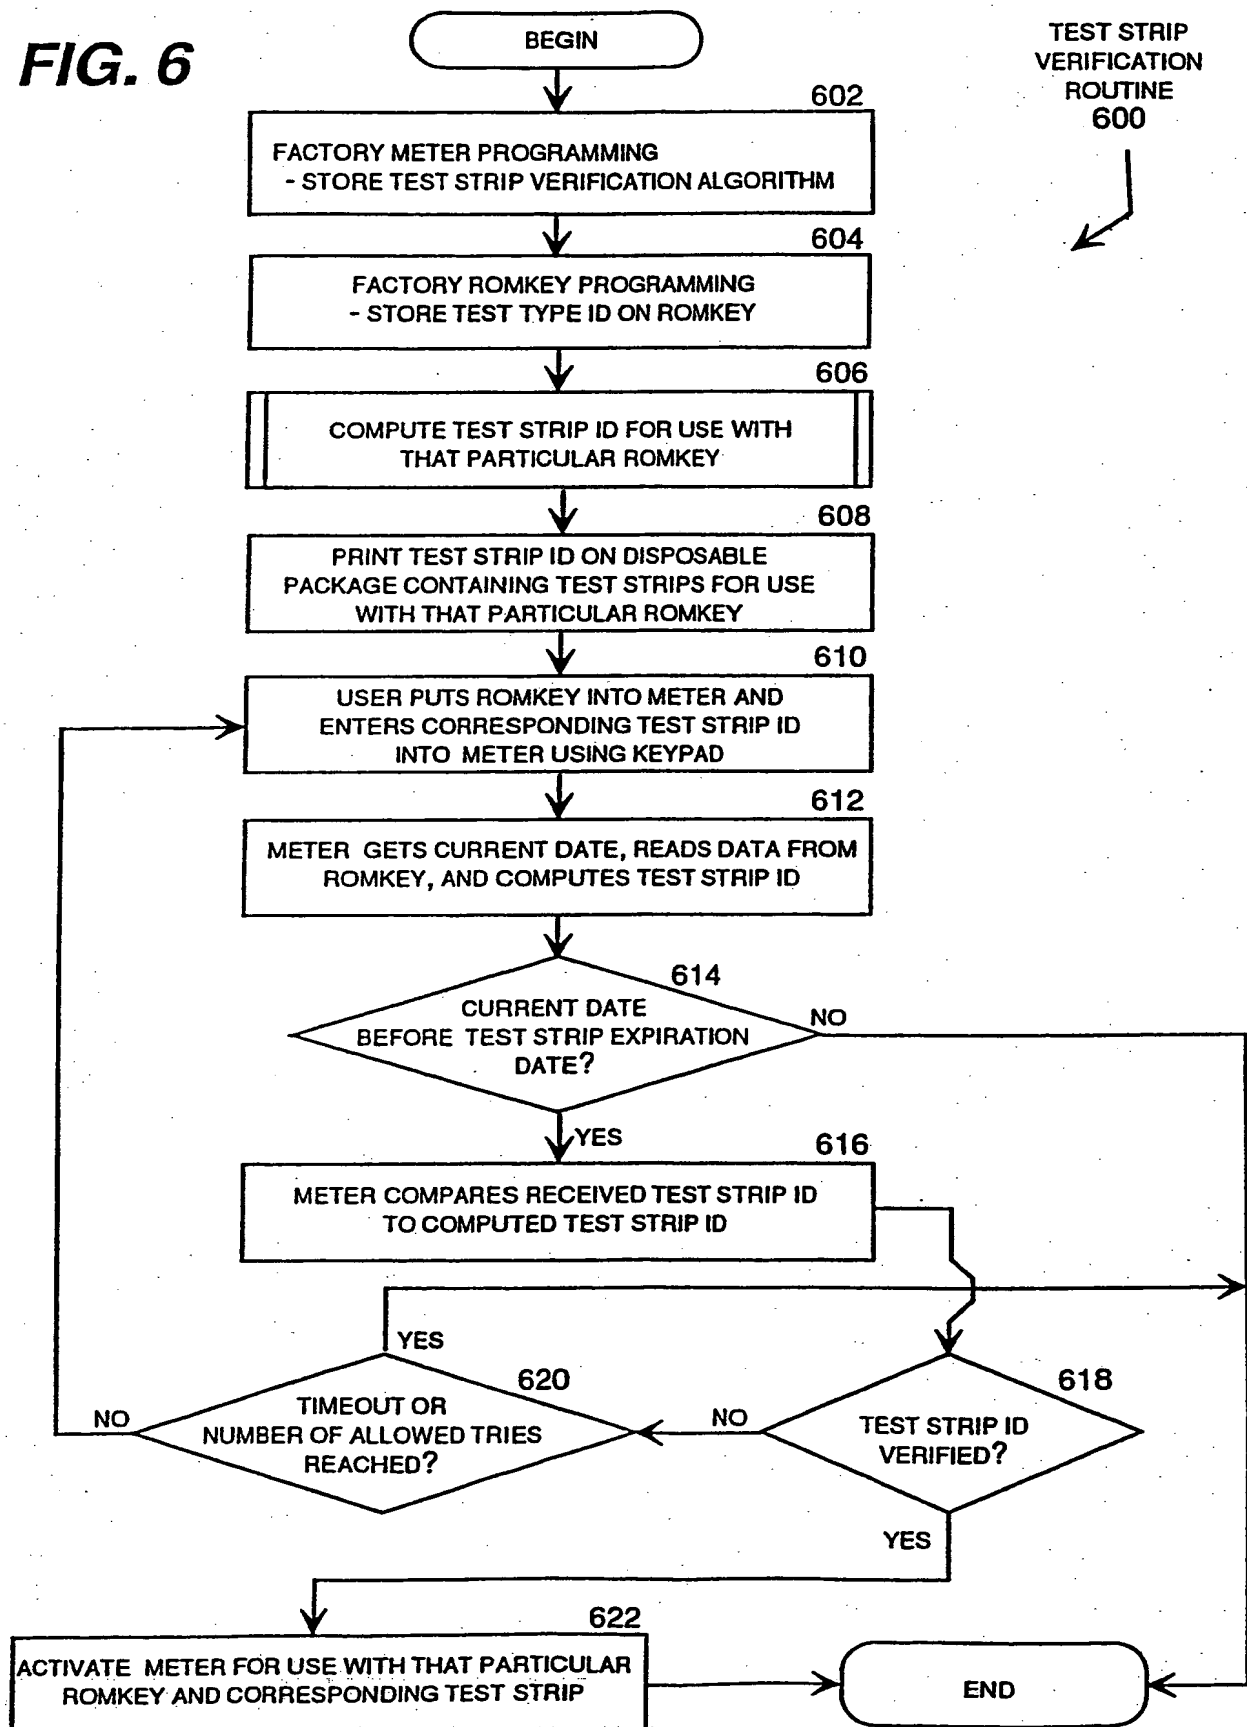 FIG. 6
BEGIN
TEST STRIP
VERIFICATION
ROUTINE
600
602
FACTORY METER PROGRAMMING
- STORE TEST STRIP VERIFICATION ALGORITHM
604
FACTORY ROMKEY PROGRAMMING
- STORE TEST TYPE ID ON ROMKEY
606
COMPUTE TEST STRIP ID FOR USE WITH
THAT PARTICULAR ROMKEY
608
PRINT TEST STRIP ID ON DISPOSABLE
PACKAGE CONTAINING TEST STRIPS FOR USE
WITH THAT PARTICULAR ROMKEY
610
USER PUTS ROMKEY INTO METER AND
ENTERS CORRESPONDING TEST STRIP ID
INTO METER USING KEYPAD
612
METER GETS CURRENT DATE, READS DATA FROM
ROMKEY, AND COMPUTES TEST STRIP ID
614
CURRENT DATE
BEFORE TEST STRIP EXPIRATION
DATE?
NO
YES
616
METER COMPARES RECEIVED TEST STRIP ID
TO COMPUTED TEST STRIP ID
YES
620
TIMEOUT OR
NUMBER OF ALLOWED TRIES
REACHED?
NO
NO
618
TEST STRIP ID
VERIFIED?
YES
622
ACTIVATE METER FOR USE WITH THAT PARTICULAR
ROMKEY AND CORRESPONDING TEST STRIP
END